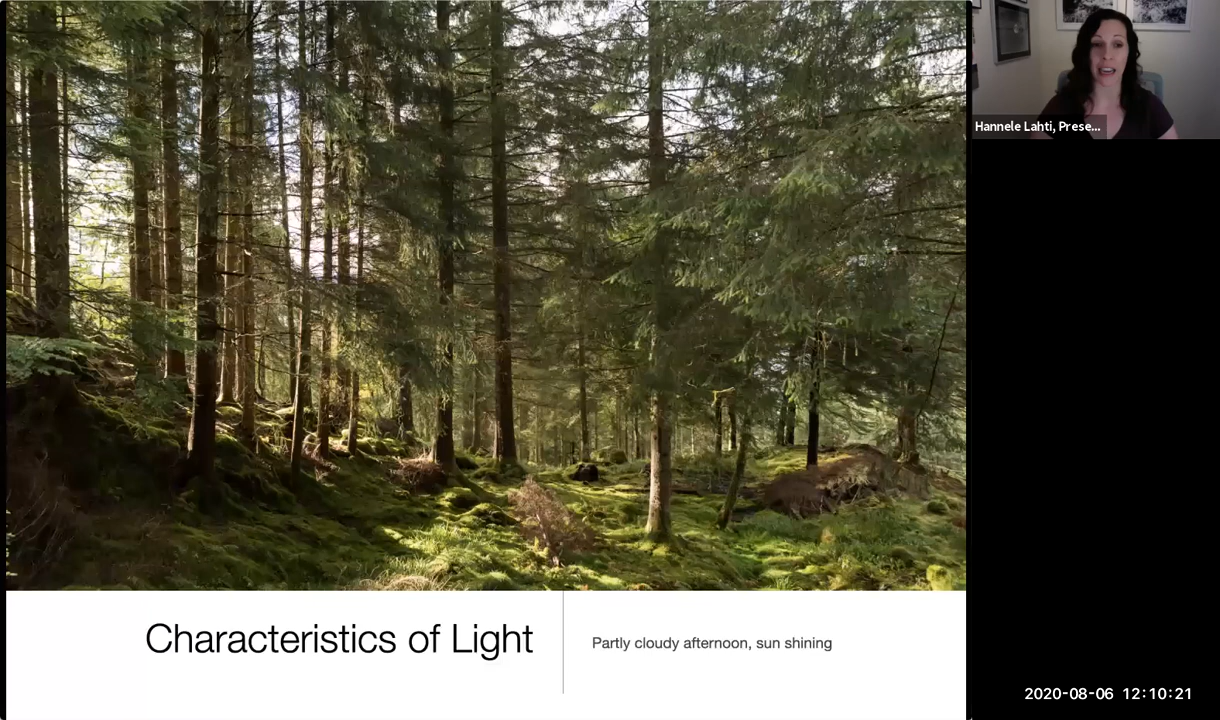 Hannele Lahti, Prese...
Characteristics of Light
Partly cloudy afternoon, sun shining
2020-08-06 12:10:21